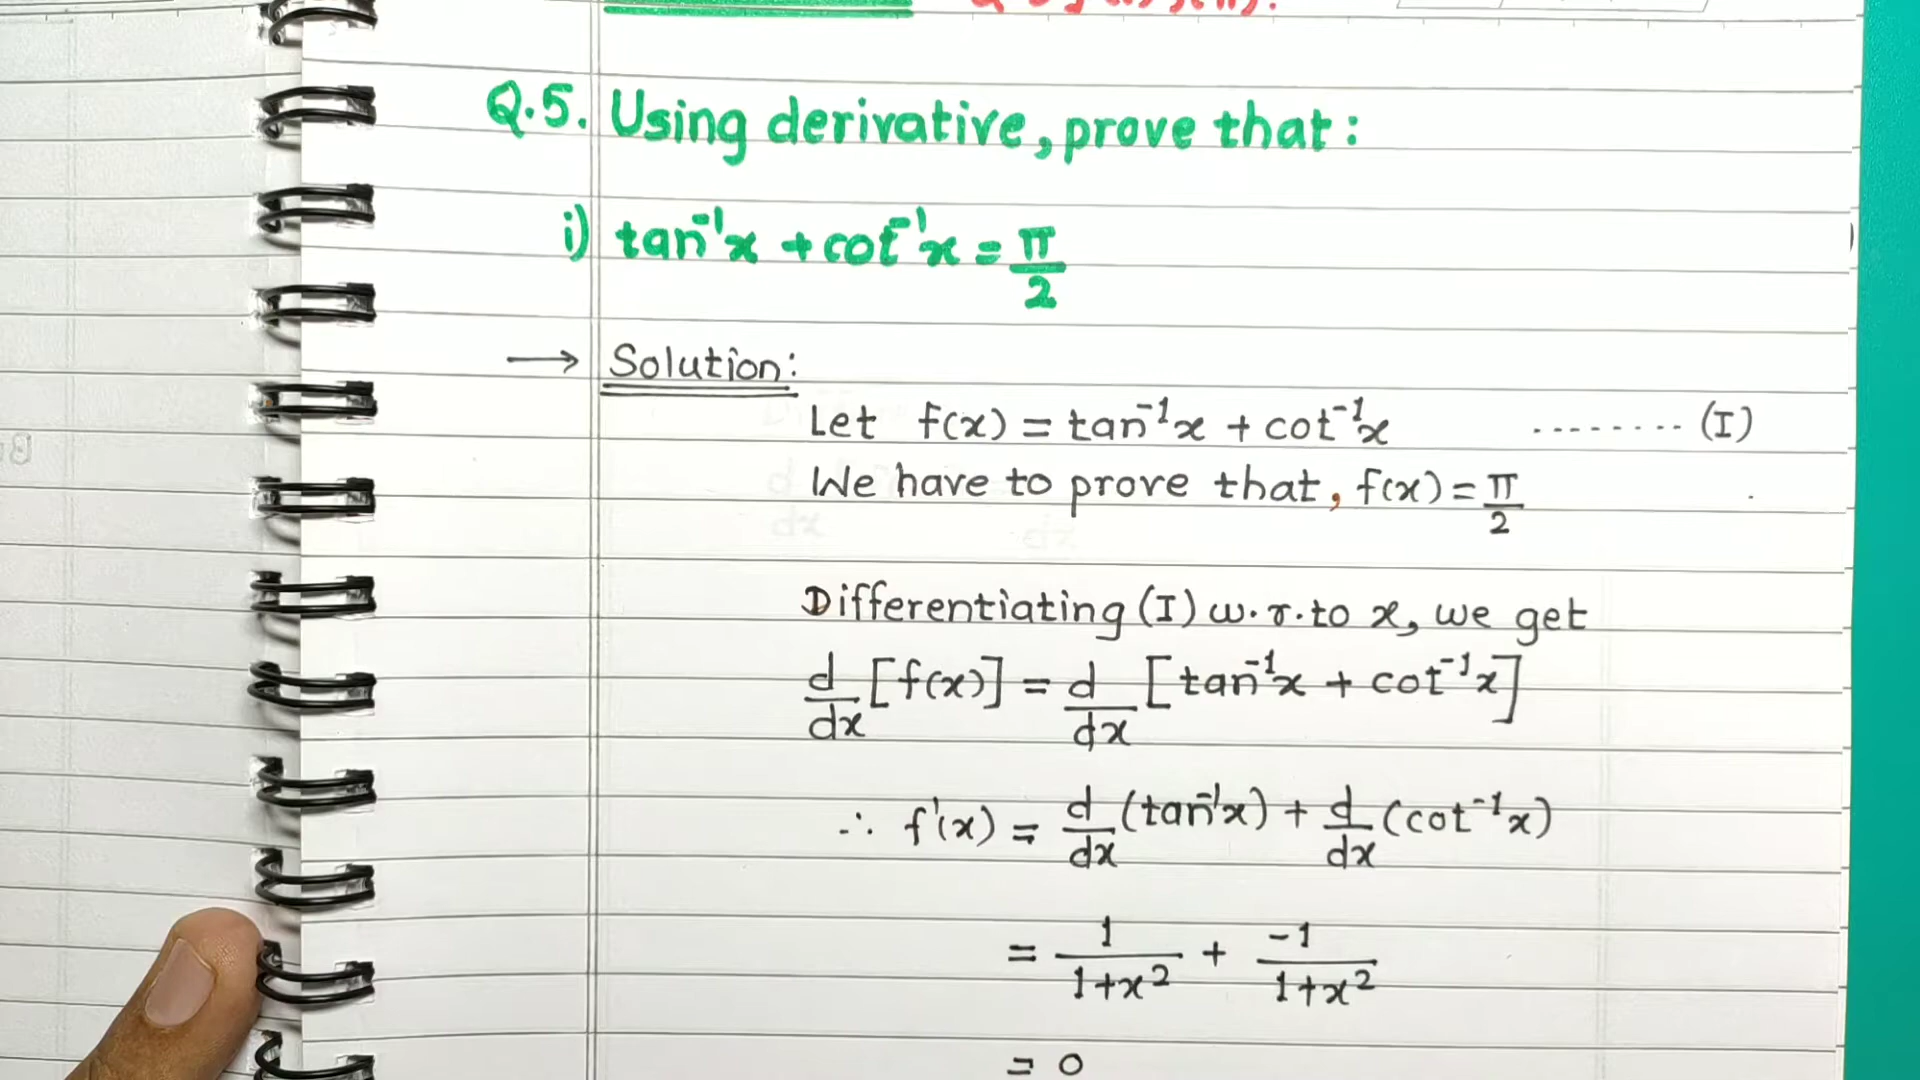 Q.5. Using derivative, prove that:
i) tan⁻¹x + cot⁻¹x = π/2
→ Solution:
Let f(x) = tan⁻¹x + cot⁻¹x ........ (I)
We have to prove that, f(x) = π/2
Differentiating (I) w.r.to x, we get
d/dx [f(x)] = d/dx [tan⁻¹x + cot⁻¹x]
∴ f'(x) = d/dx (tan⁻¹x) + d/dx (cot⁻¹x)
= 1/1+x² + -1/1+x²
= 0